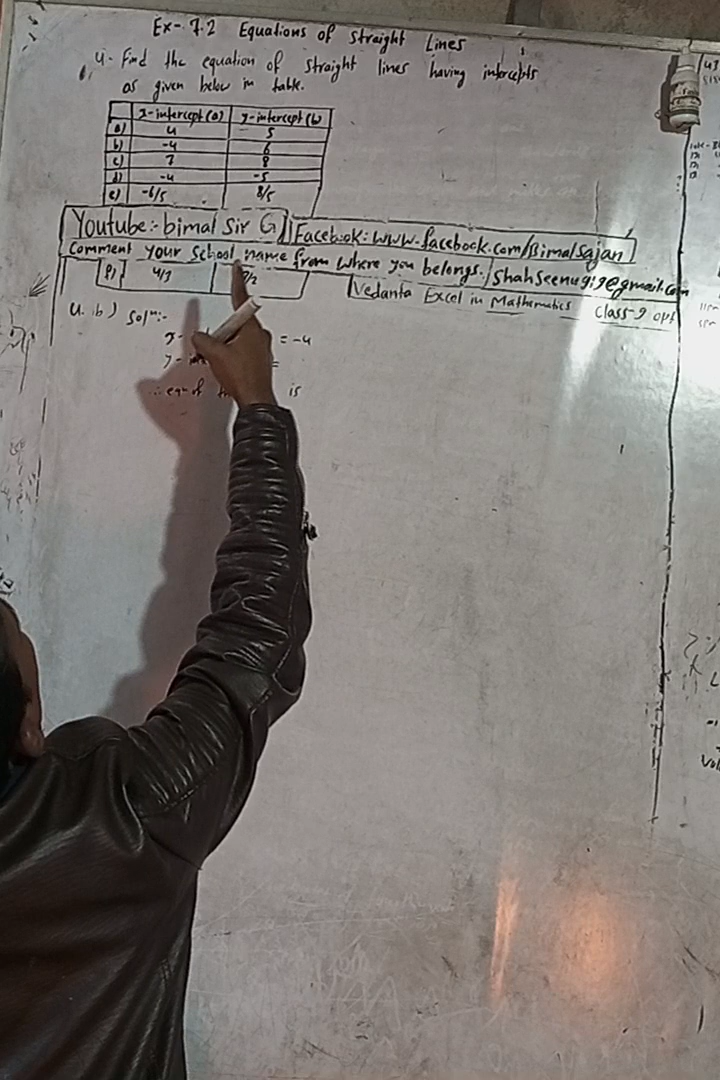 Ex-7.2 Equations of straight Lines
4. Find the equation of straight lines having intercepts
as given below in table.
x-intercept (a) y-intercept (b)
a) 4 5
b) -4 6
c) 7 8
d) -4 -5
e) -6/5 8/5
Youtube:- bimal Sir G Facebook: www.facebook.com/Bimalsajan
Comment your School name from where you belongs. / Shahseenu919@gmail.com
4/3 /2
Vedanta Excel in Mathematics Class-9 opt
4. b) Solⁿ:-
x- = -4
y- =
∴ eqn of is